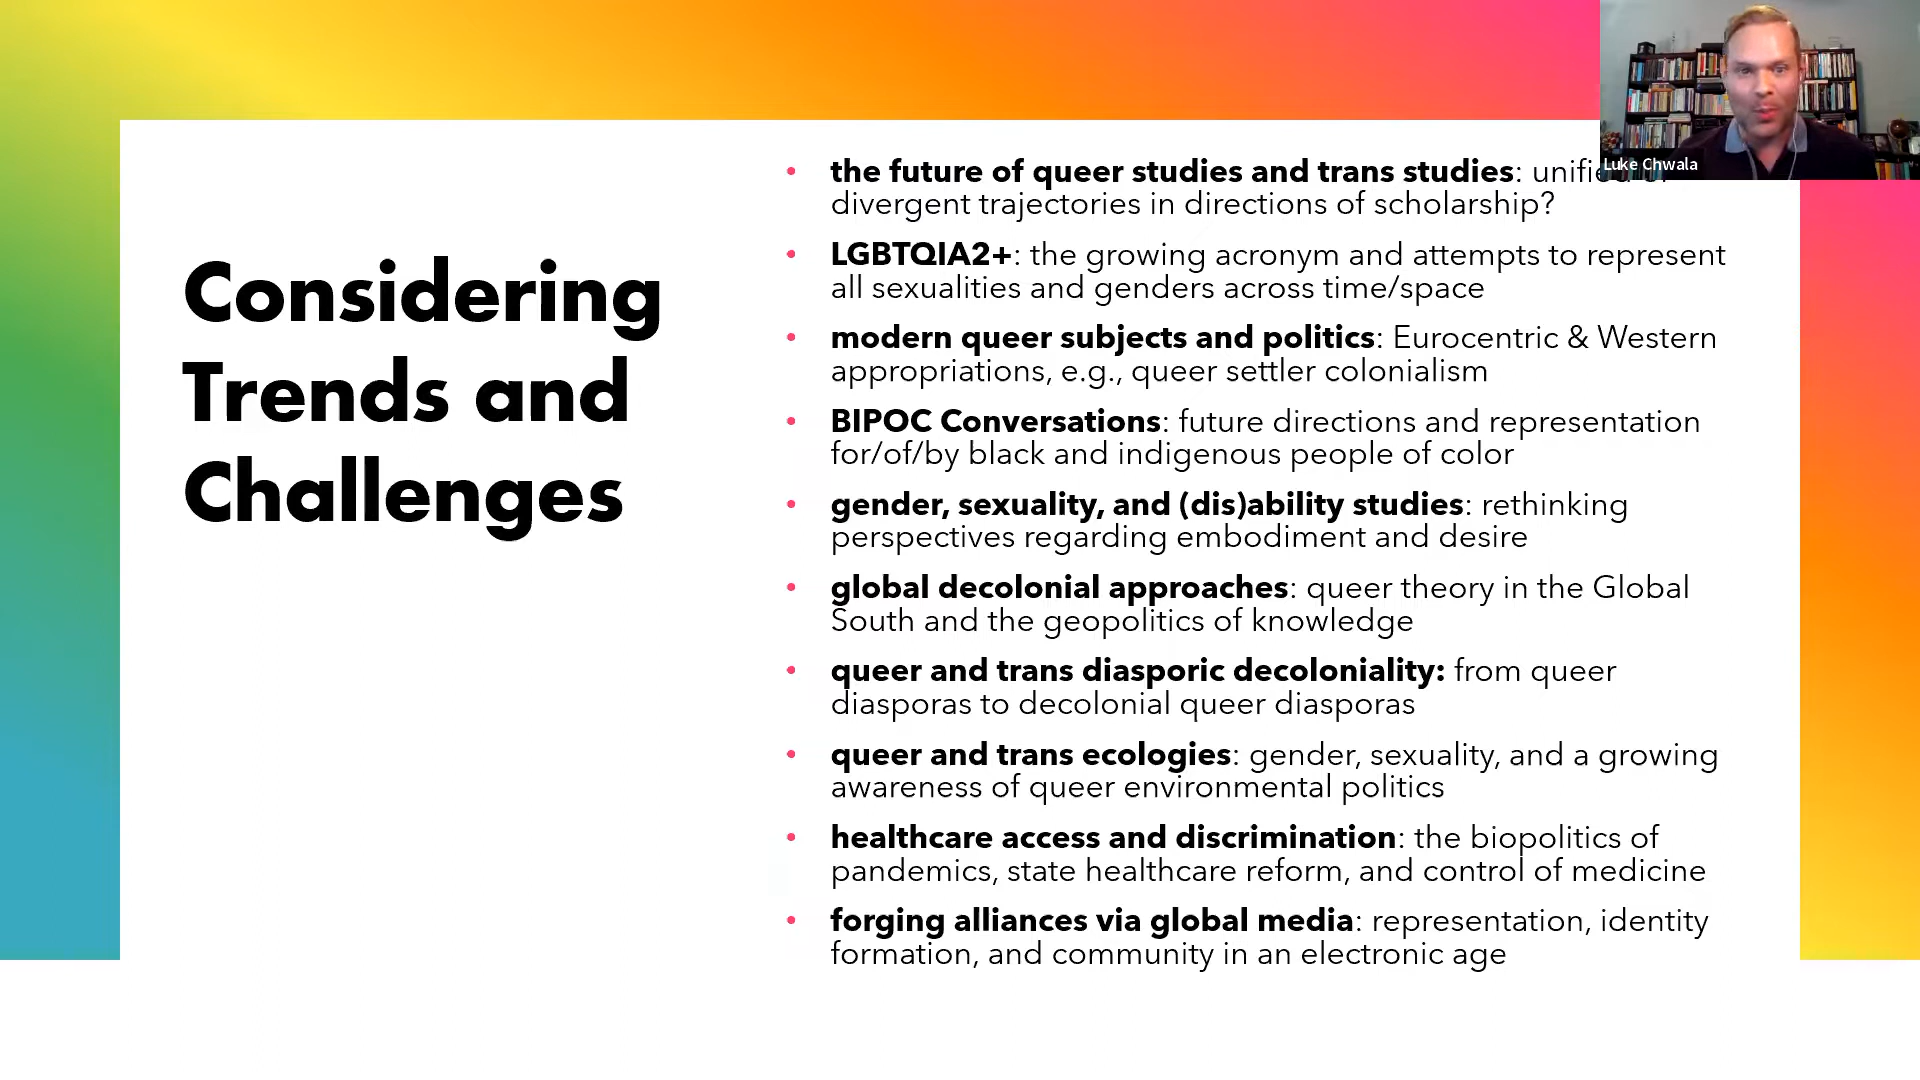 Considering
Trends and
Challenges
Luke Chwala
• the future of queer studies and trans studies: unified or
divergent trajectories in directions of scholarship?
• LGBTQIA2+: the growing acronym and attempts to represent
all sexualities and genders across time/space
• modern queer subjects and politics: Eurocentric & Western
appropriations, e.g., queer settler colonialism
• BIPOC Conversations: future directions and representation
for/of/by black and indigenous people of color
• gender, sexuality, and (dis)ability studies: rethinking
perspectives regarding embodiment and desire
• global decolonial approaches: queer theory in the Global
South and the geopolitics of knowledge
• queer and trans diasporic decoloniality: from queer
diasporas to decolonial queer diasporas
• queer and trans ecologies: gender, sexuality, and a growing
awareness of queer environmental politics
• healthcare access and discrimination: the biopolitics of
pandemics, state healthcare reform, and control of medicine
• forging alliances via global media: representation, identity
formation, and community in an electronic age